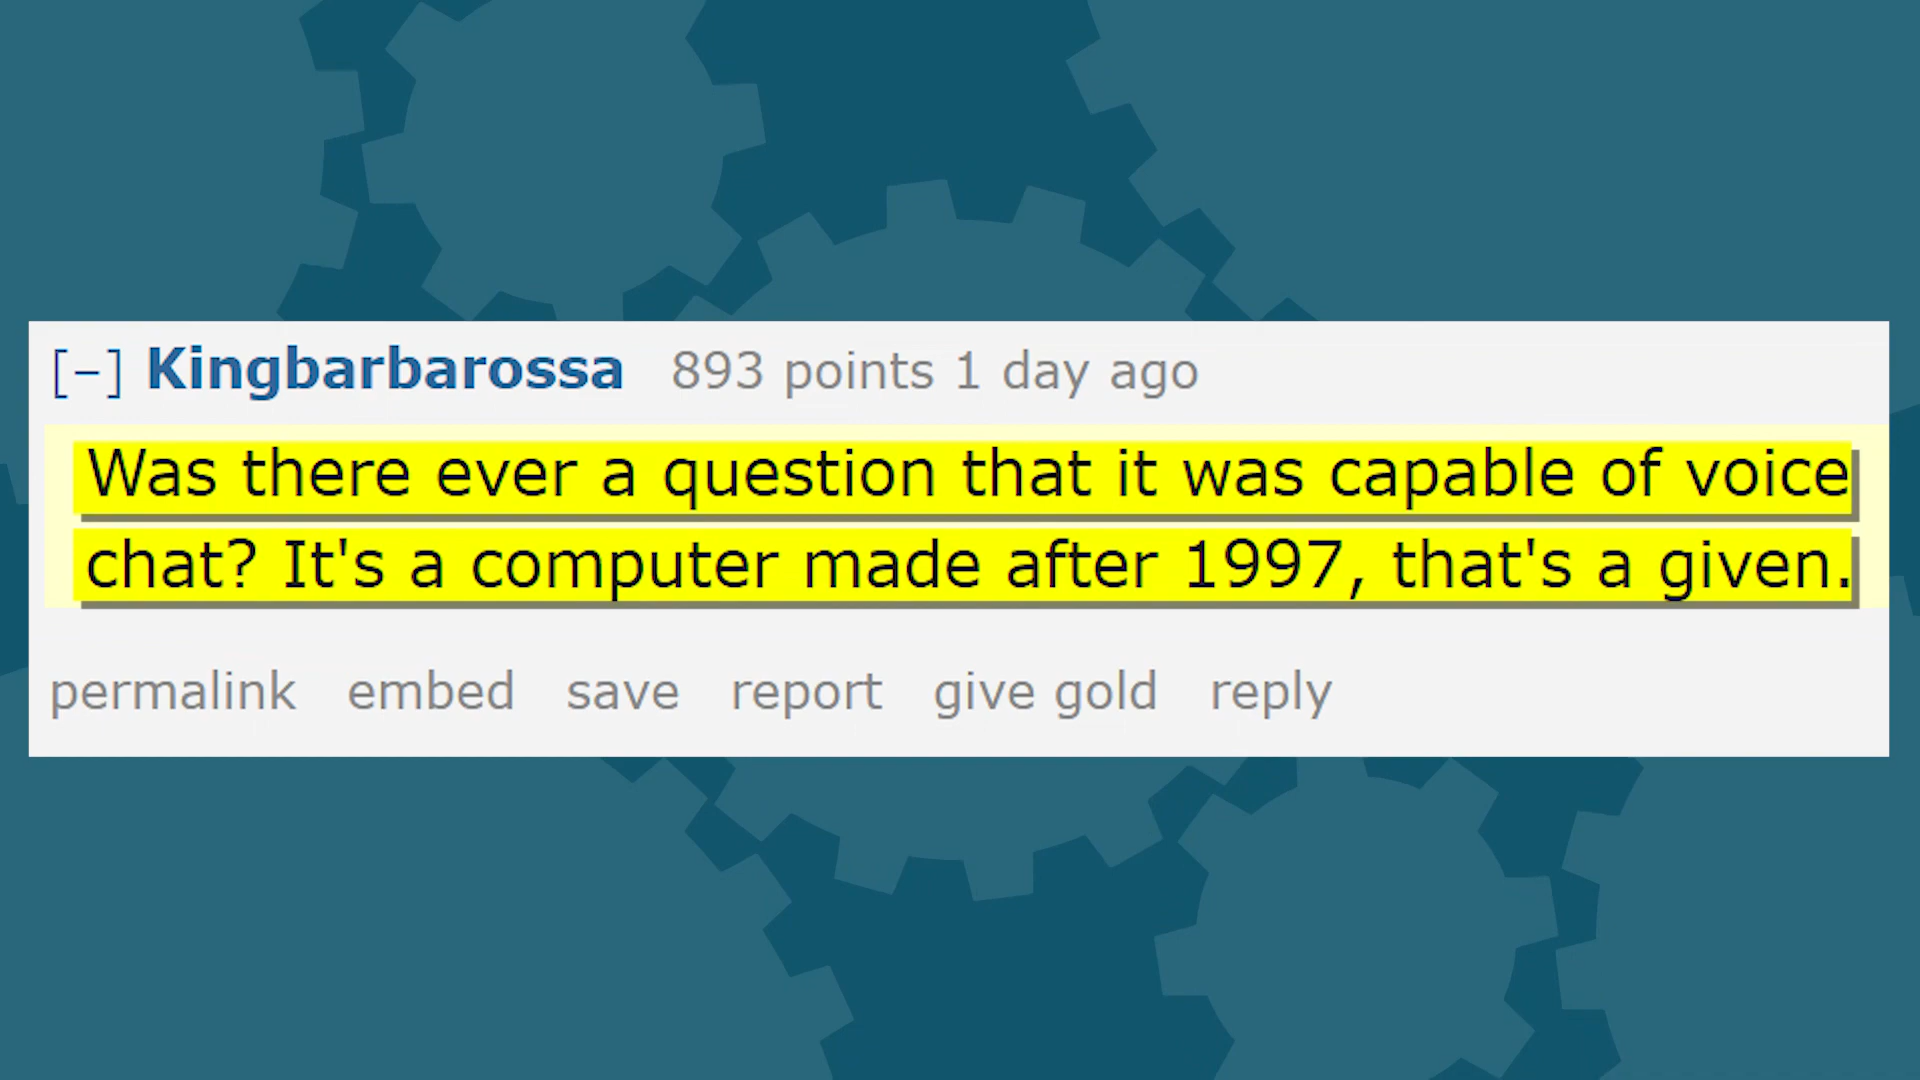 [–] Kingbarbarossa 893 points 1 day ago
Was there ever a question that it was capable of voice
chat? It's a computer made after 1997, that's a given.
permalink embed save report give gold reply